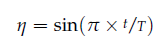 η = sin(π × t/T)